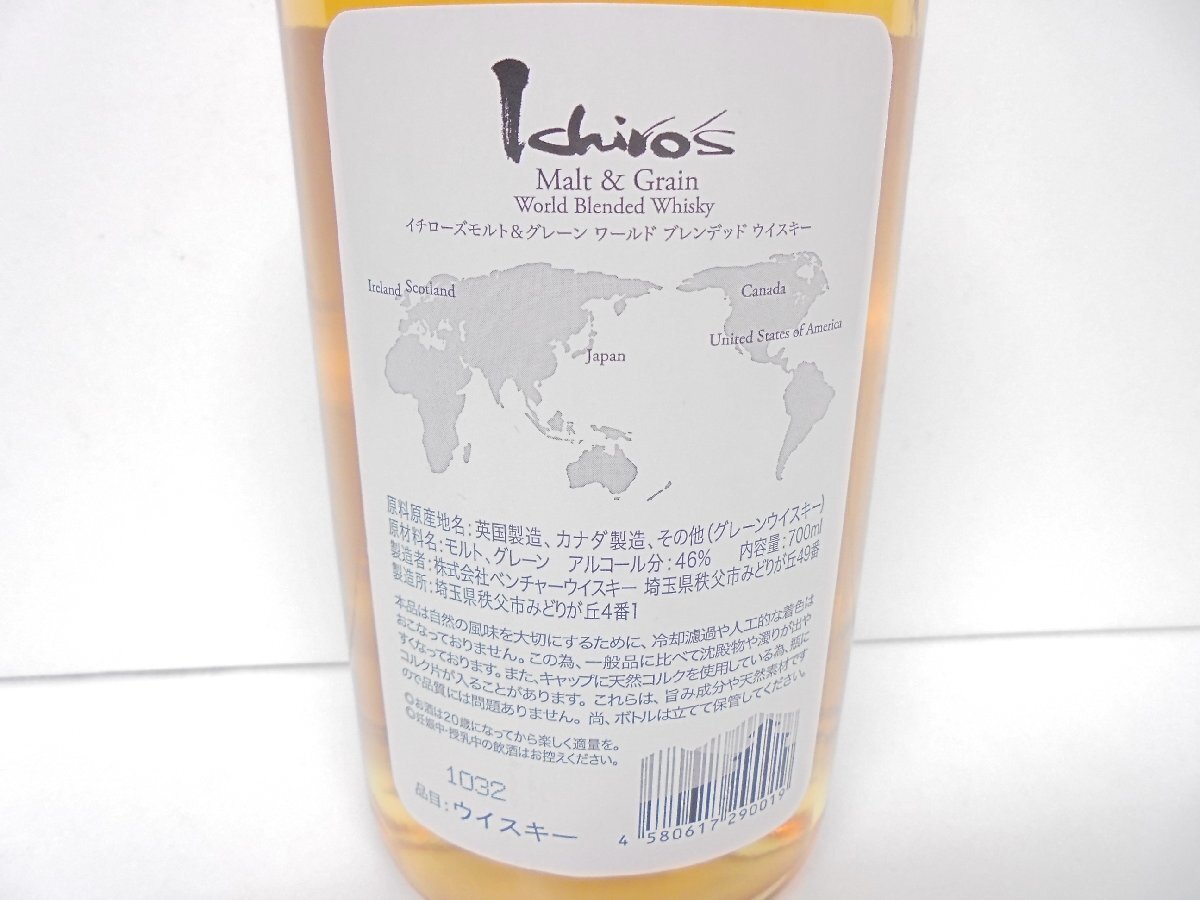 Ichiro's
Malt & Grain
World Blended Whisky
イチローズモルト&グレーン ワールド ブレンデッド ウイスキー
Ireland Scotland
Canada
United States of America
Japan
原料原産地名:英国製造、カナダ製造、その他(グレーンウイスキー)
原材料名:モルト、グレーン アルコール分:46% 内容量:700ml
製造者:株式会社ベンチャーウイスキー 埼玉県秩父市みどりが丘49番
製造所:埼玉県秩父市みどりが丘4番1
本品は自然の風味を大切にするために、冷却濾過や人工的な着色は
おこなっておりません。この為、一般品に比べて沈殿物や濁りが出や
すくなっております。また、キャップに天然コルクを使用している為、瓶に
コルク片が入ることがあります。これらは、旨み成分や天然素材です
ので品質には問題ありません。尚、ボトルは立てて保管してください。
◎お酒は20歳になってから楽しく適量を。
◎妊娠中・授乳中の飲酒はお控えください。
1032
品目:ウイスキー
4 580617 290019